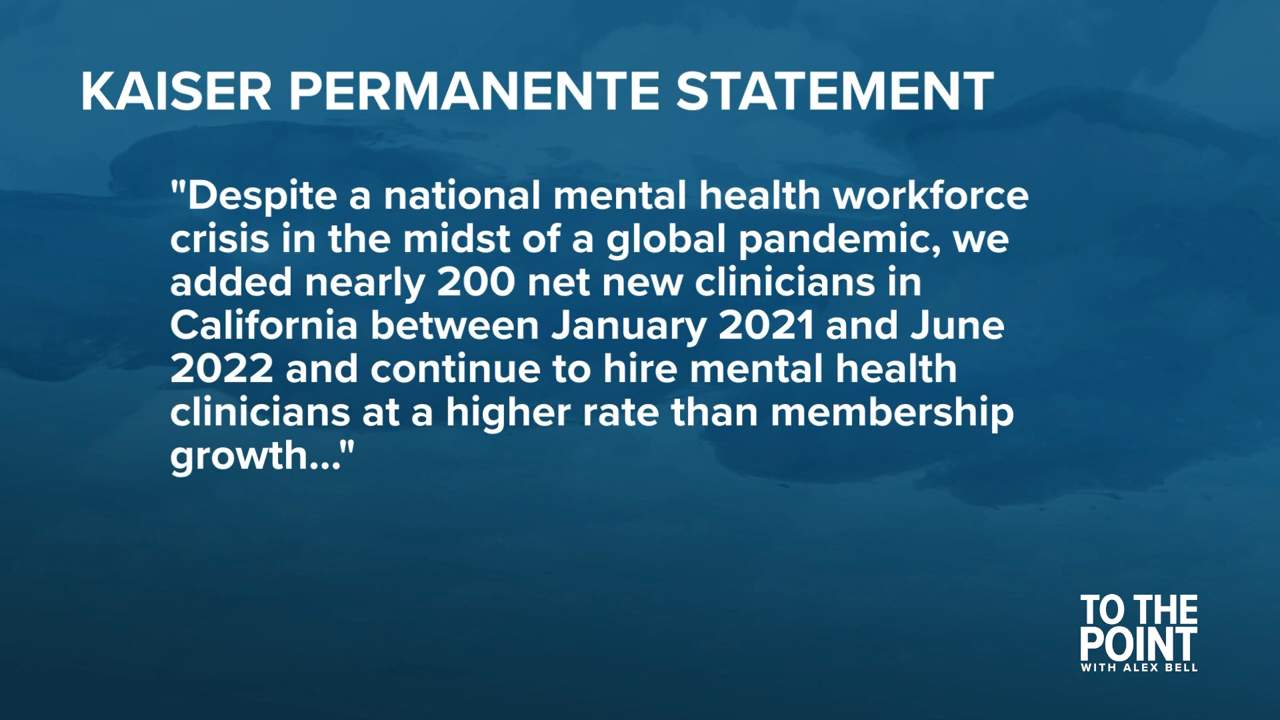 KAISER PERMANENTE STATEMENT
"Despite a national mental health workforce
crisis in the midst of a global pandemic, we
added nearly 200 net new clinicians in
California between January 2021 and June
2022 and continue to hire mental health
clinicians at a higher rate than membership
growth..."
TO THE
POINT
WITH ALEX BELL